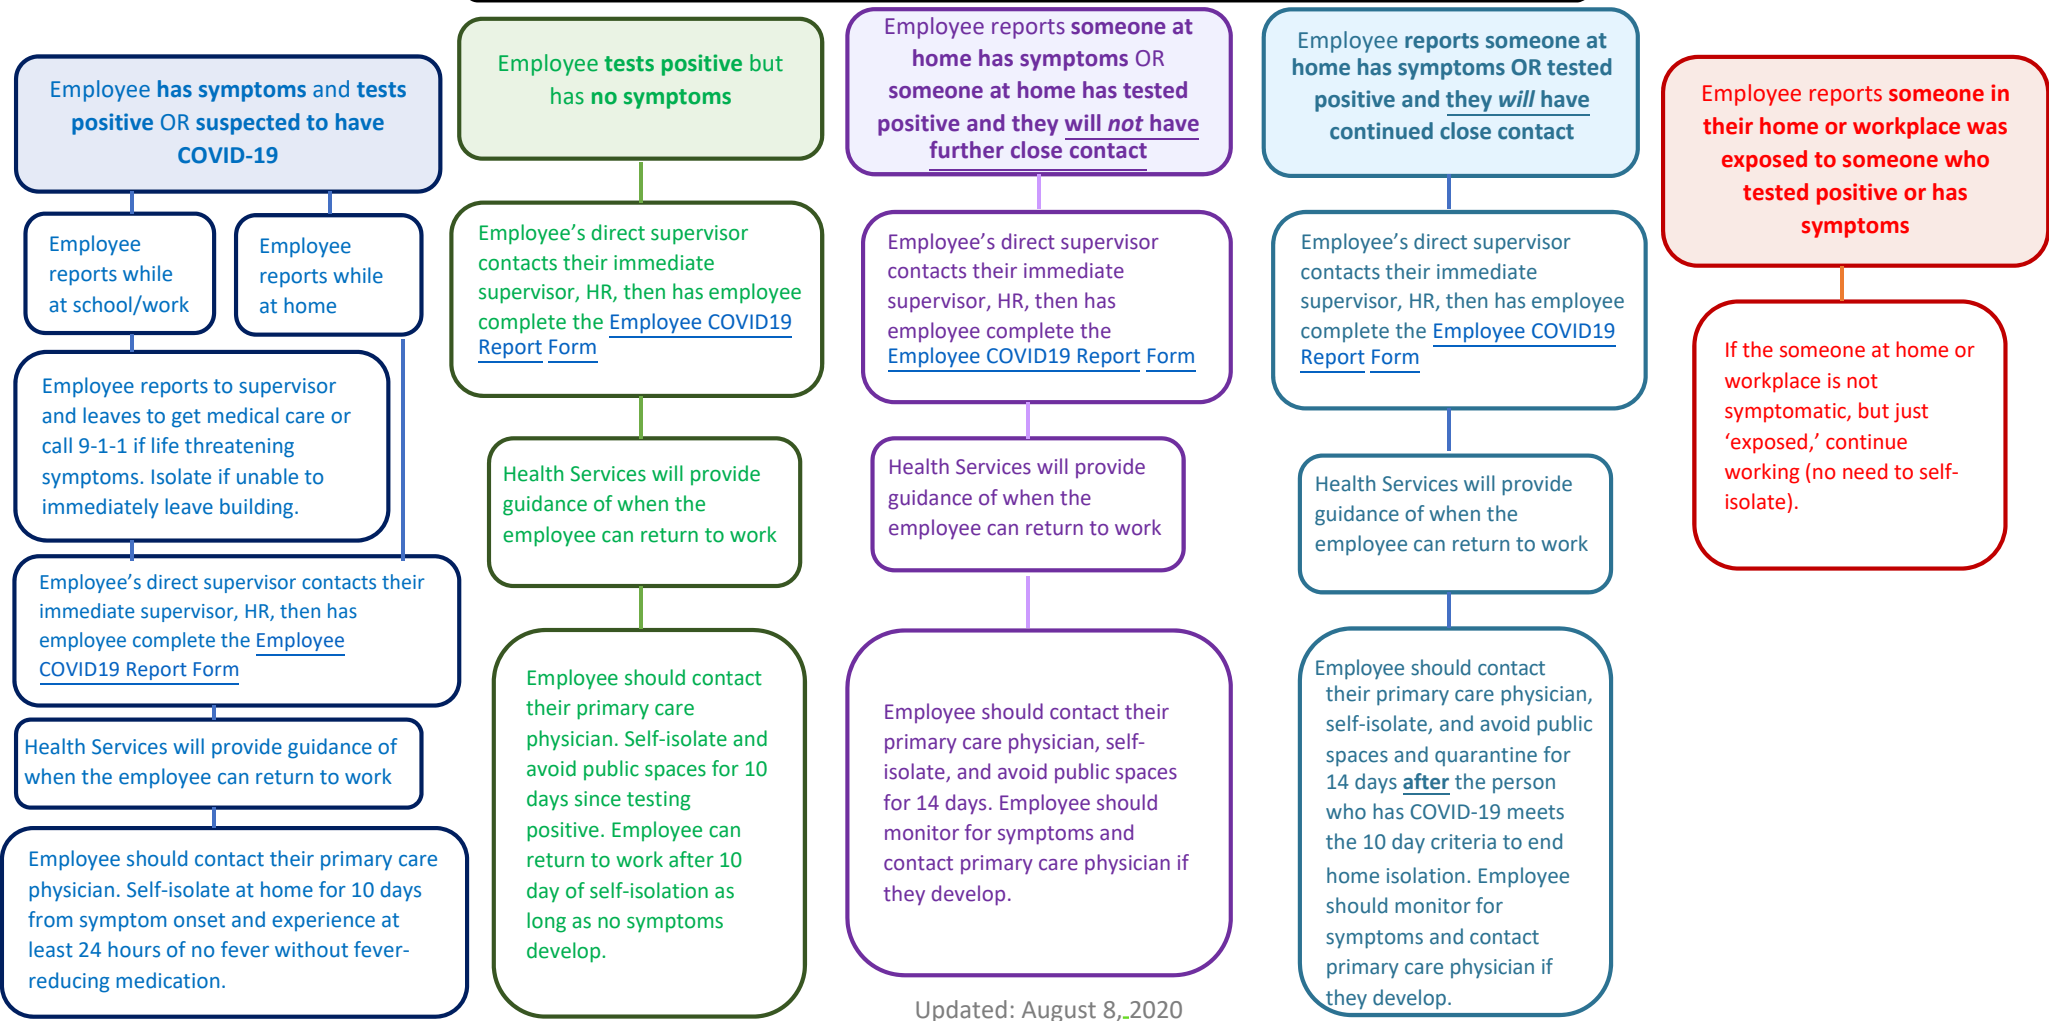 Employee has symptoms and tests
positive OR suspected to have
COVID-19
Employee
reports while
at school/work
Employee
reports while
at home
Employee reports to supervisor
and leaves to get medical care or
call 9-1-1 if life threatening
symptoms. Isolate if unable to
immediately leave building.
Employee’s direct supervisor contacts their
immediate supervisor, HR, then has
employee complete the Employee
COVID19 Report Form
Health Services will provide guidance of
when the employee can return to work
Employee should contact their primary care
physician. Self-isolate at home for 10 days
from symptom onset and experience at
least 24 hours of no fever without fever-
reducing medication.
Employee tests positive but
has no symptoms
Employee’s direct supervisor
contacts their immediate
supervisor, HR, then has employee
complete the Employee COVID19
Report Form
Health Services will provide
guidance of when the
employee can return to work
Employee should contact
their primary care
physician. Self-isolate and
avoid public spaces for 10
days since testing
positive. Employee can
return to work after 10
day of self-isolation as
long as no symptoms
develop.
Employee reports someone at
home has symptoms OR
someone at home has tested
positive and they will not have
further close contact
Employee’s direct supervisor
contacts their immediate
supervisor, HR, then has
employee complete the
Employee COVID19 Report Form
Health Services will provide
guidance of when the
employee can return to work
Employee should contact their
primary care physician, self-
isolate, and avoid public spaces
for 14 days. Employee should
monitor for symptoms and
contact primary care physician if
they develop.
Employee reports someone at
home has symptoms OR tested
positive and they will have
continued close contact
Employee’s direct supervisor
contacts their immediate
supervisor, HR, then has employee
complete the Employee COVID19
Report Form
Health Services will provide
guidance of when the
employee can return to work
Employee should contact
their primary care physician,
self-isolate, and avoid public
spaces and quarantine for
14 days after the person
who has COVID-19 meets
the 10 day criteria to end
home isolation. Employee
should monitor for
symptoms and contact
primary care physician if
they develop.
Employee reports someone in
their home or workplace was
exposed to someone who
tested positive or has
symptoms
If the someone at home or
workplace is not
symptomatic, but just
‘exposed,’ continue
working (no need to self-
isolate).
Updated: August 8, 2020